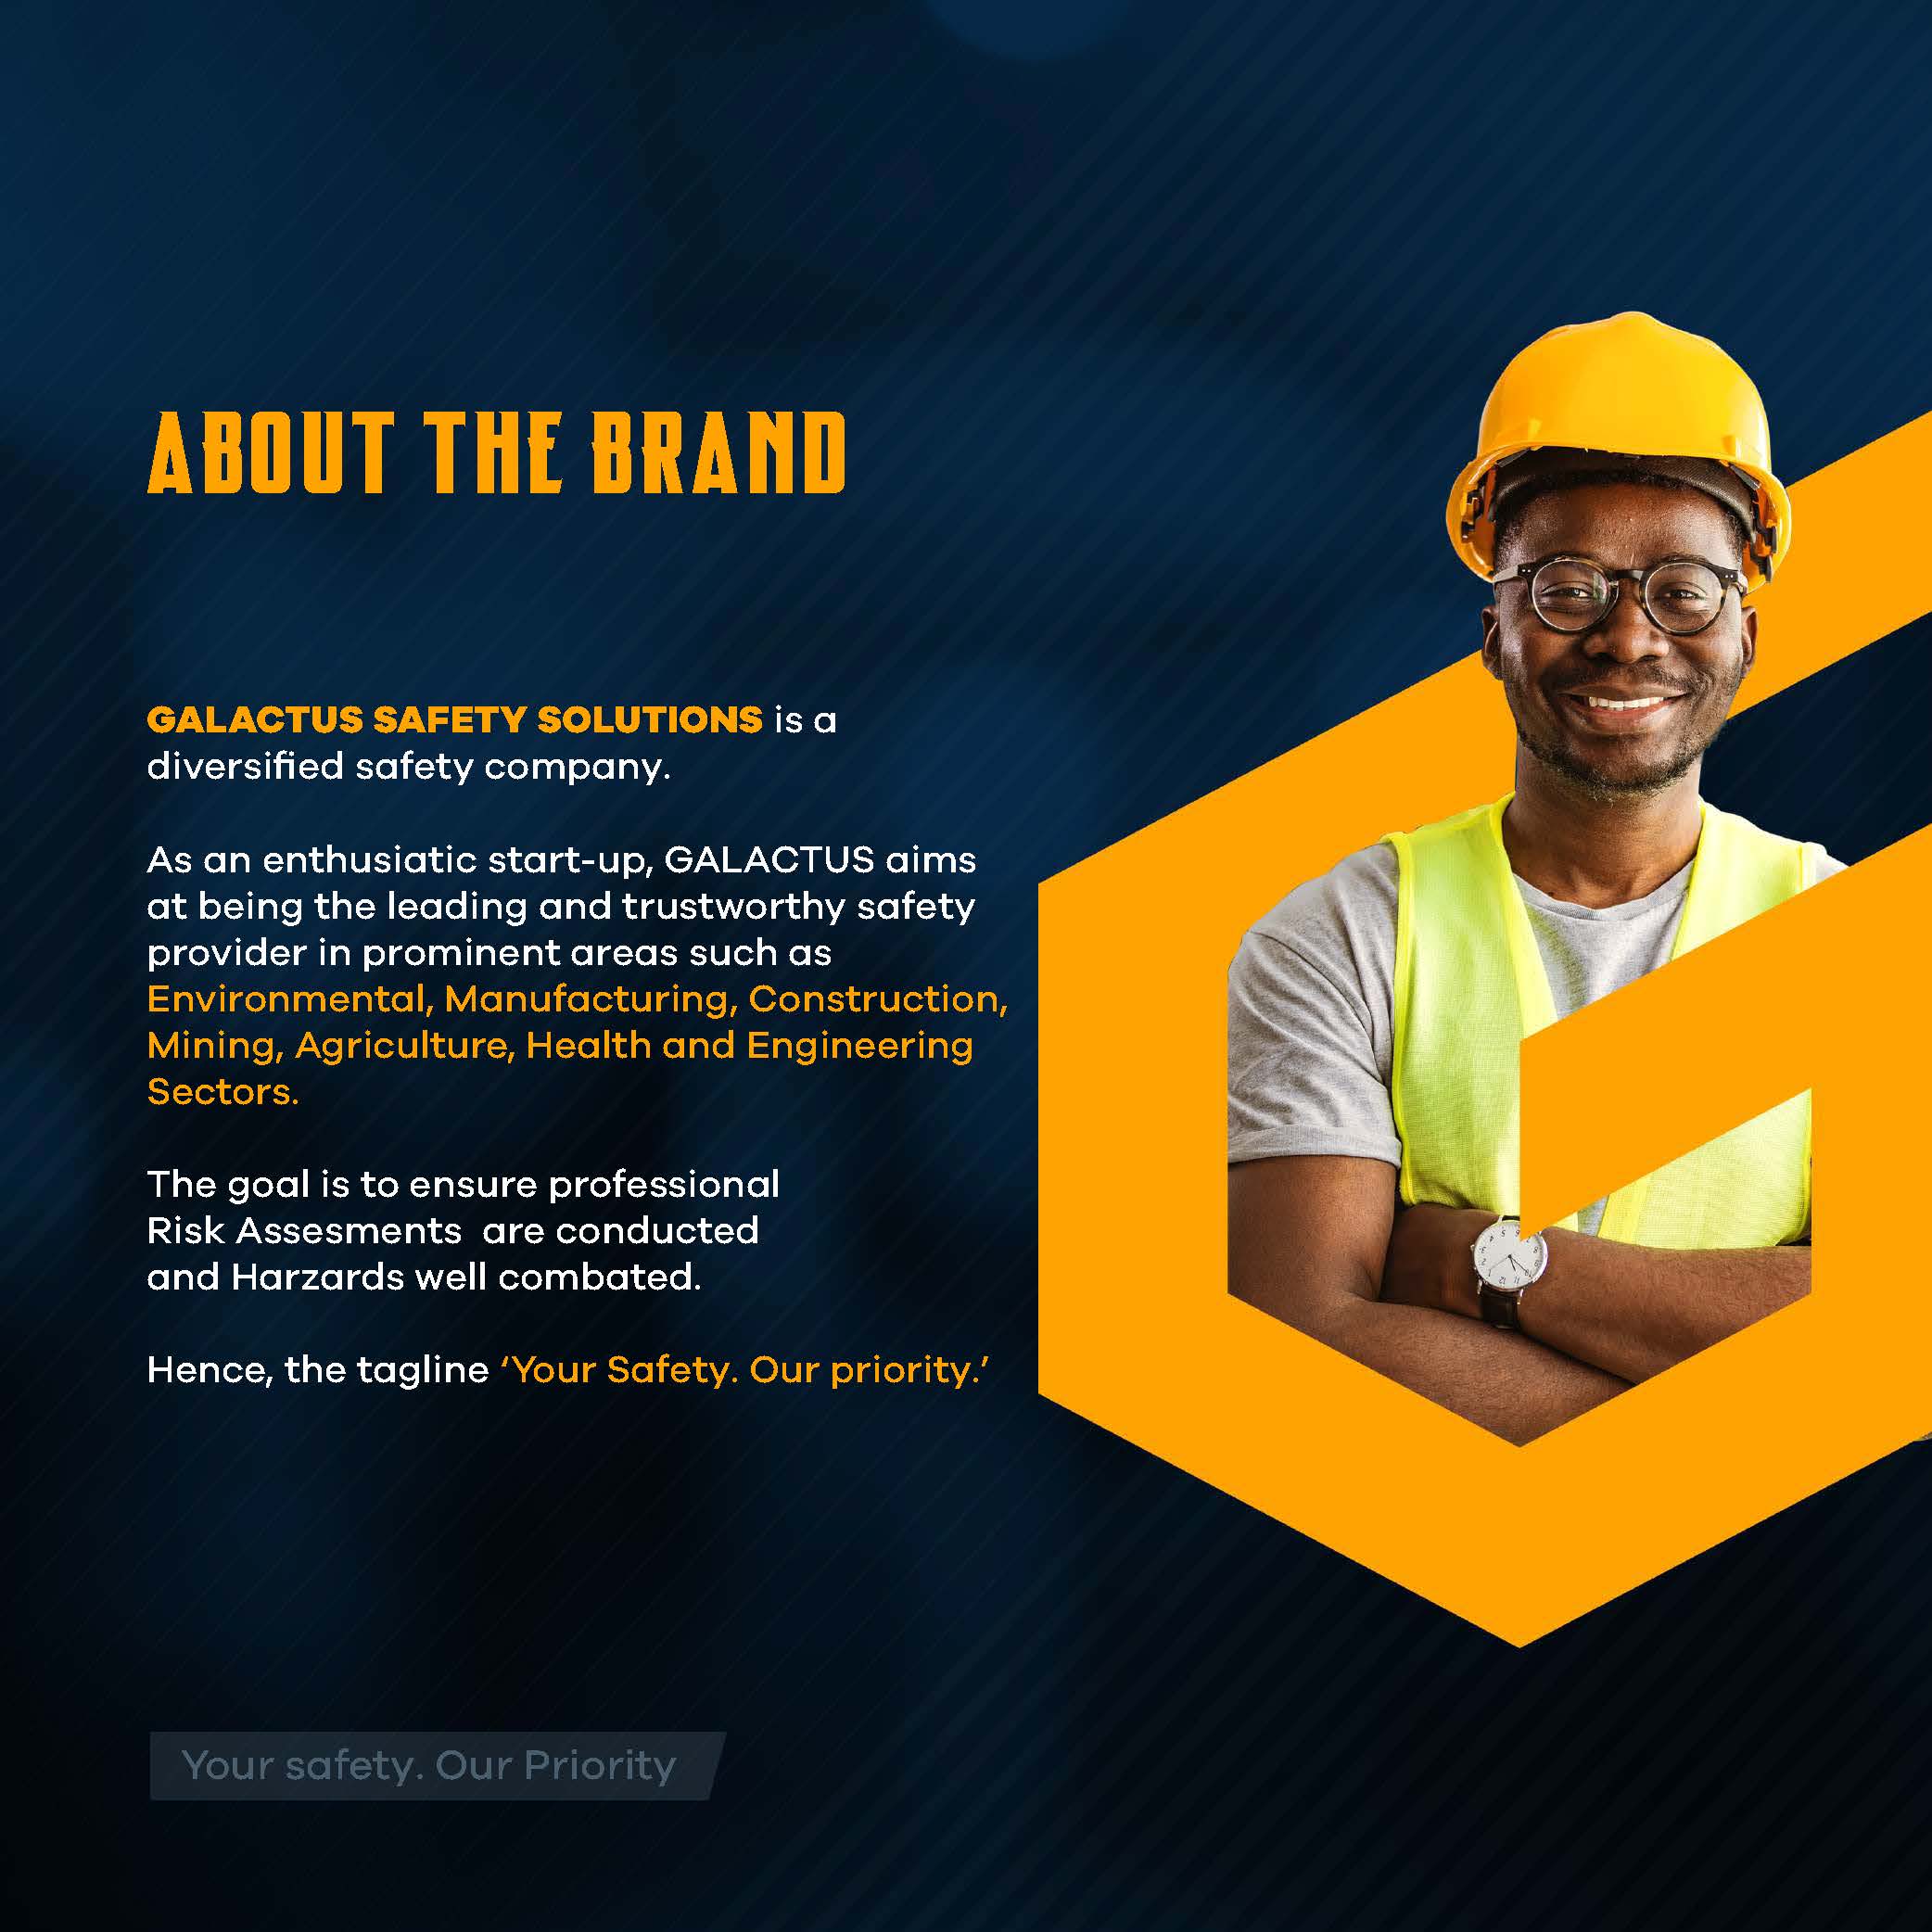 ABOUT THE BRAND
GALACTUS SAFETY SOLUTIONS is a
diversified safety company.
As an enthusiatic start-up, GALACTUS aims
at being the leading and trustworthy safety
provider in prominent areas such as
Environmental, Manufacturing, Construction,
Mining, Agriculture, Health and Engineering
Sectors.
The goal is to ensure professional
Risk Assesments are conducted
and Harzards well combated.
Hence, the tagline ‘Your Safety. Our priority.’
Your safety. Our Priority